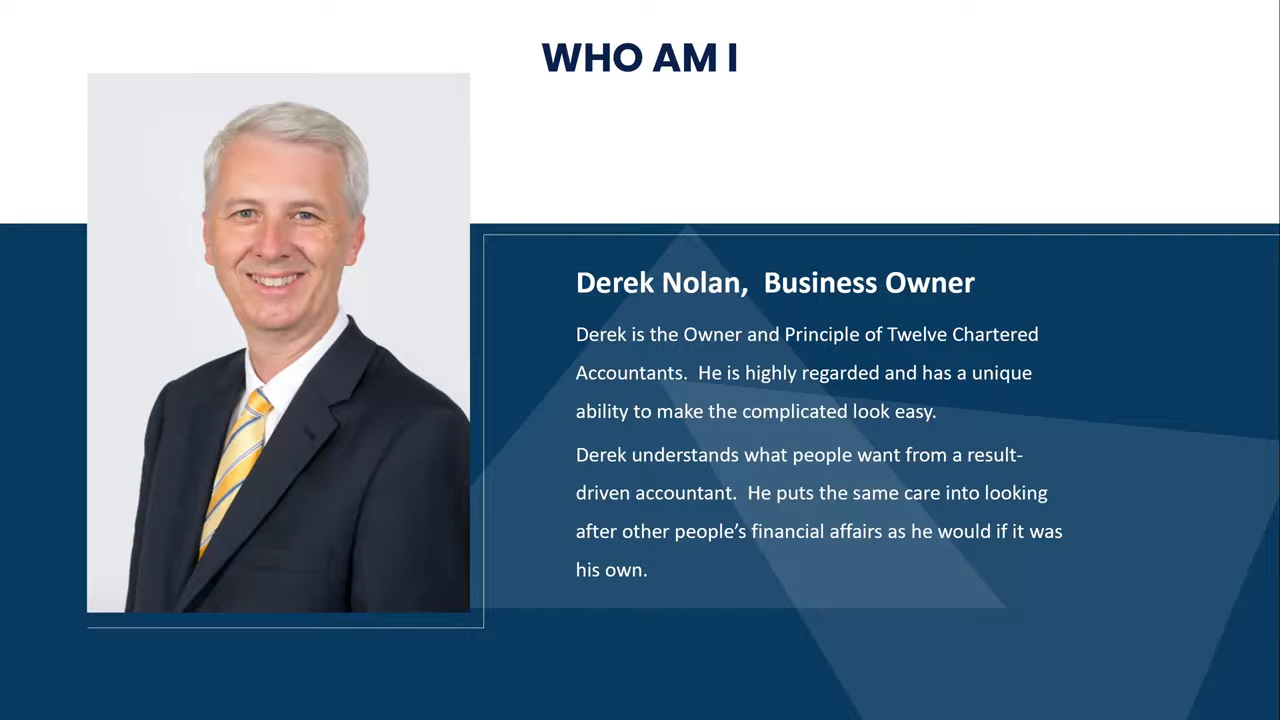 WHO AM I
Derek Nolan,  Business Owner
Derek is the Owner and Principle of Twelve Chartered
Accountants.  He is highly regarded and has a unique
ability to make the complicated look easy.
Derek understands what people want from a result-
driven accountant.  He puts the same care into looking
after other people’s financial affairs as he would if it was
his own.